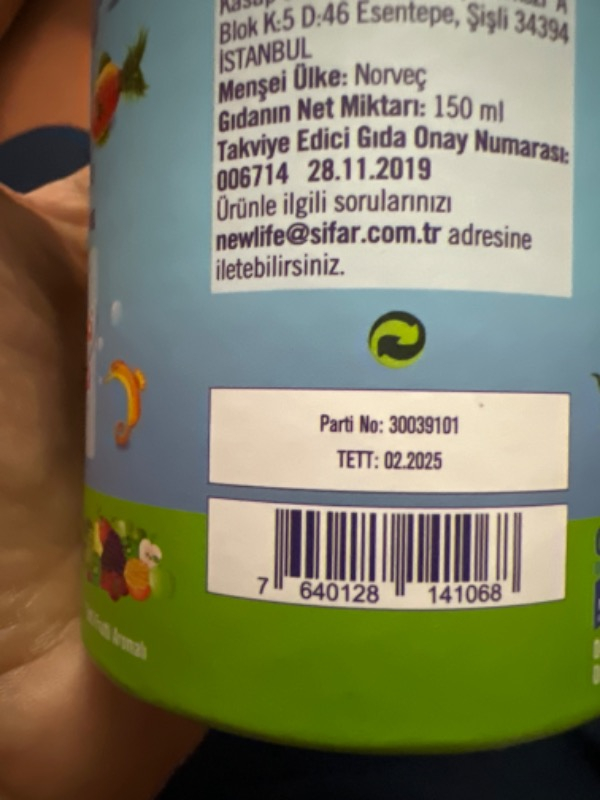 Blok K:5 D:46 Esentepe, Şişli 34394
İSTANBUL
Menşei Ülke: Norveç
Gıdanın Net Miktarı: 150 ml
Takviye Edici Gıda Onay Numarası:
006714 28.11.2019
Ürünle ilgili sorularınızı
newlife@sifar.com.tr adresine
iletebilirsiniz.
Parti No: 30039101
TETT: 02.2025
7 640128 141068
Aromalı